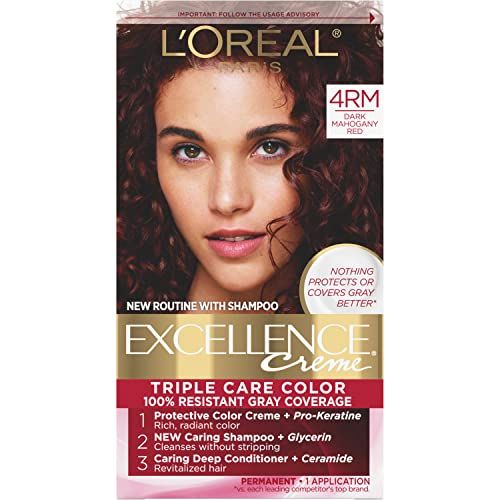 IMPORTANT: FOLLOW THE USAGE ADVISORY
L'ORÉAL®
PARIS
4RM
DARK
MAHOGANY
RED
NOTHING
PROTECTS OR
COVERS GRAY
BETTER*
NEW ROUTINE WITH SHAMPOO
EXCELLENCE®
Creme
TRIPLE CARE COLOR
100% RESISTANT GRAY COVERAGE
1 Protective Color Creme + Pro-Keratine
Rich, radiant color
2 NEW Caring Shampoo + Glycerin
Cleanses without stripping
3 Caring Deep Conditioner + Ceramide
Revitalized hair
PERMANENT • 1 APPLICATION
*vs. each leading competitor's top brand.